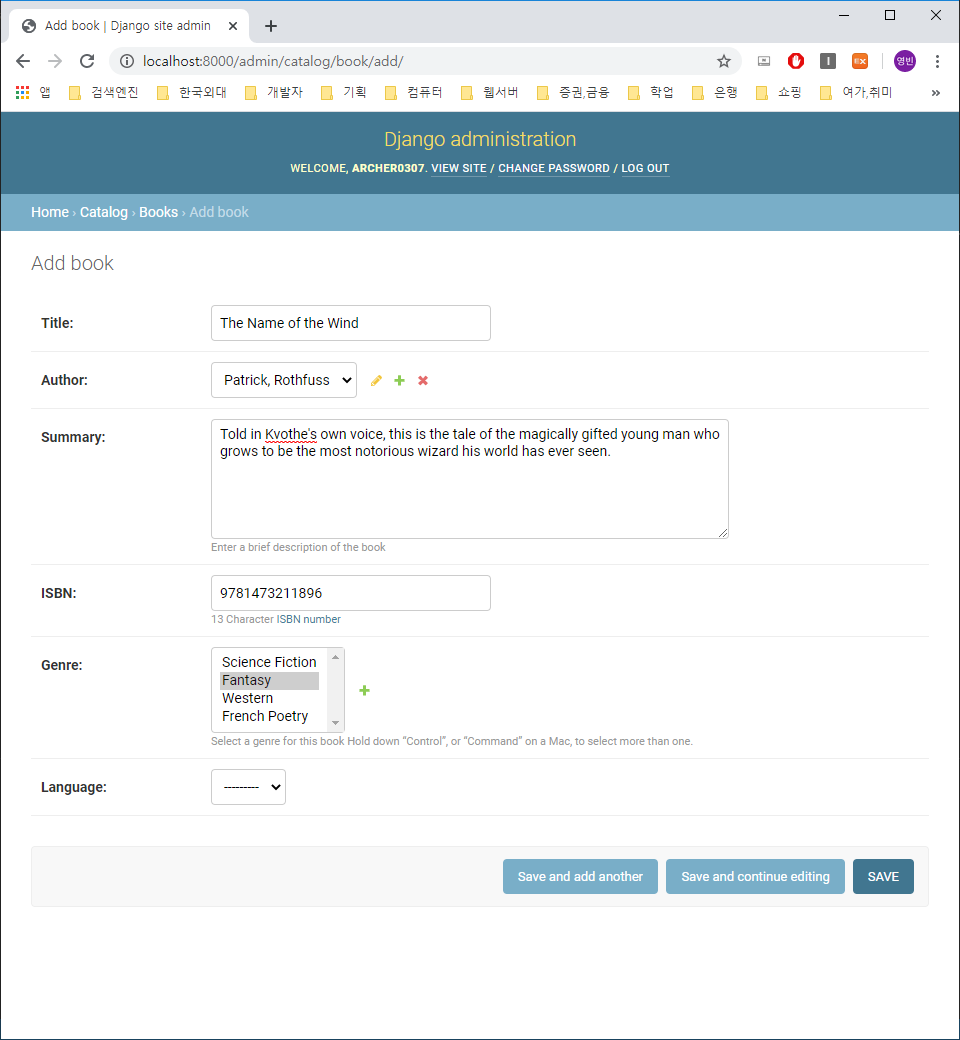 Add book | Django site admin
localhost:8000/admin/catalog/book/add/
영빈
앱 검색엔진 한국외대 개발자 기획 컴퓨터 웹서버 증권,금융 학업 은행 쇼핑 여가,취미 »
Django administration
WELCOME, ARCHER0307. VIEW SITE / CHANGE PASSWORD / LOG OUT
Home › Catalog › Books › Add book
Add book
Title: The Name of the Wind
Author: Patrick, Rothfuss
Summary: Told in Kvothe's own voice, this is the tale of the magically gifted young man who
grows to be the most notorious wizard his world has ever seen.
Enter a brief description of the book
ISBN: 9781473211896
13 Character ISBN number
Genre: Science Fiction
Fantasy
Western
French Poetry
Select a genre for this book Hold down “Control”, or “Command” on a Mac, to select more than one.
Language: ---------
Save and add another Save and continue editing SAVE